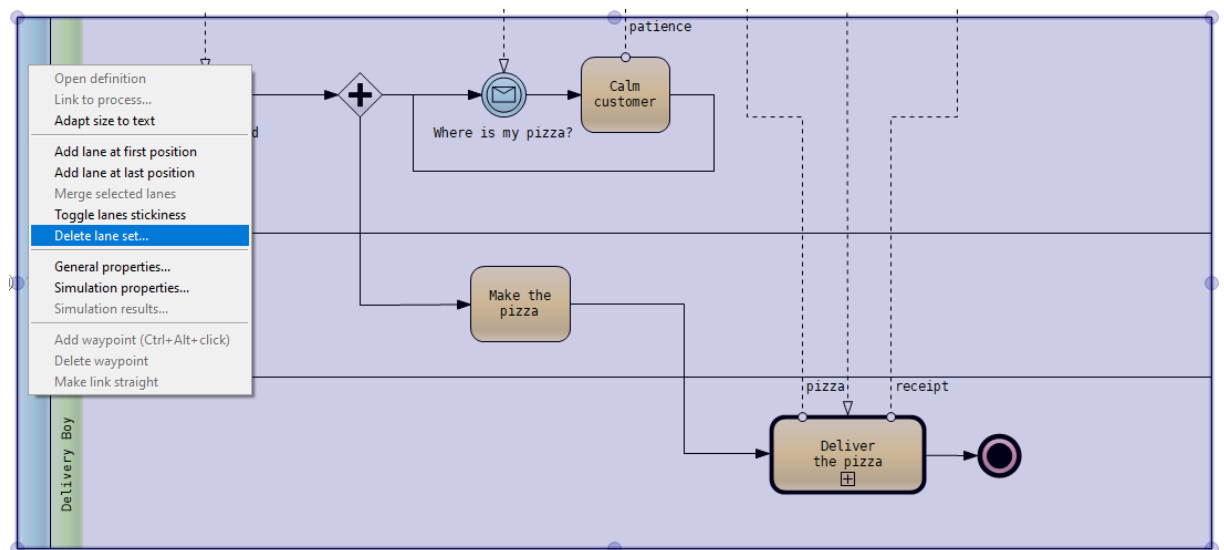 patience
Open definition
Link to process...
Adapt size to text
Add lane at first position
Add lane at last position
Merge selected lanes
Toggle lanes stickiness
Delete lane set...
General properties...
Simulation properties...
Simulation results...
Add waypoint (Ctrl+Alt+click)
Delete waypoint
Make link straight
d
Calm
customer
Where is my pizza?
Make the
pizza
pizza
receipt
Deliver
the pizza
Delivery Boy